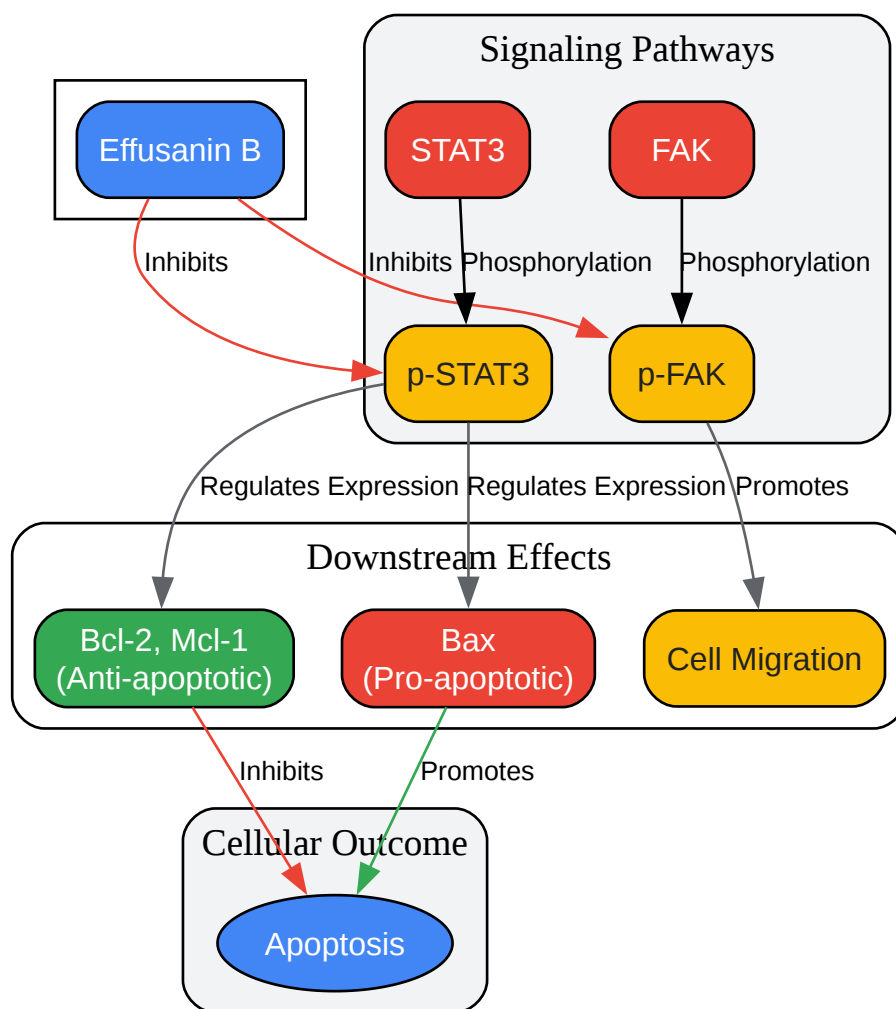 Signaling Pathways
Effusanin B
STAT3
FAK
Inhibits
Inhibits
Phosphorylation
Phosphorylation
p-STAT3
p-FAK
Regulates Expression
Regulates Expression
Promotes
Downstream Effects
Bcl-2, Mcl-1
(Anti-apoptotic)
Bax
(Pro-apoptotic)
Cell Migration
Inhibits
Promotes
Cellular Outcome
Apoptosis